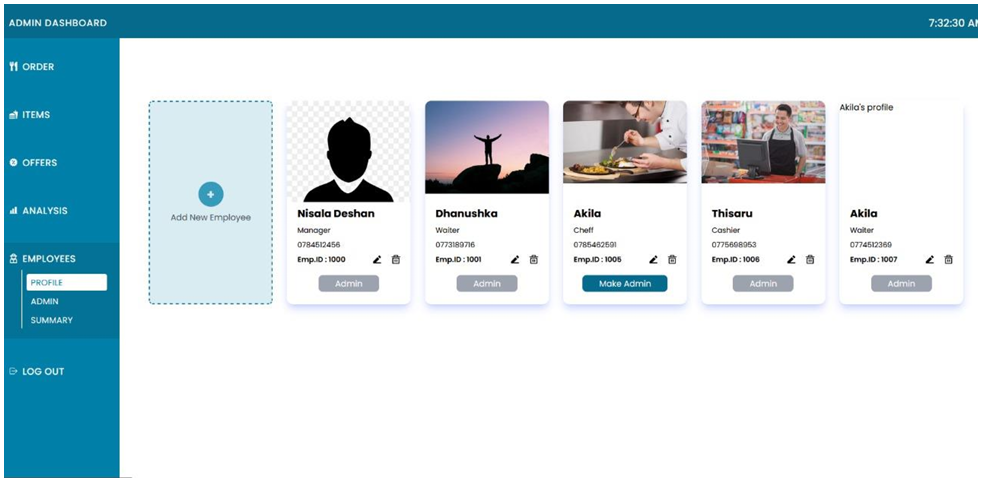 ADMIN DASHBOARD
7:32:30 AM
ORDER
ITEMS
OFFERS
ANALYSIS
EMPLOYEES
PROFILE
ADMIN
SUMMARY
LOG OUT
+
Add New Employee
Nisala Deshan
Manager
0784512456
Emp.ID : 1000
Admin
Dhanushka
Waiter
0773189716
Emp.ID : 1001
Admin
Akila
Cheff
0785462591
Emp.ID : 1005
Make Admin
Thisaru
Cashier
0775698953
Emp.ID : 1006
Admin
Akila's profile
Akila
Waiter
0774512369
Emp.ID : 1007
Admin